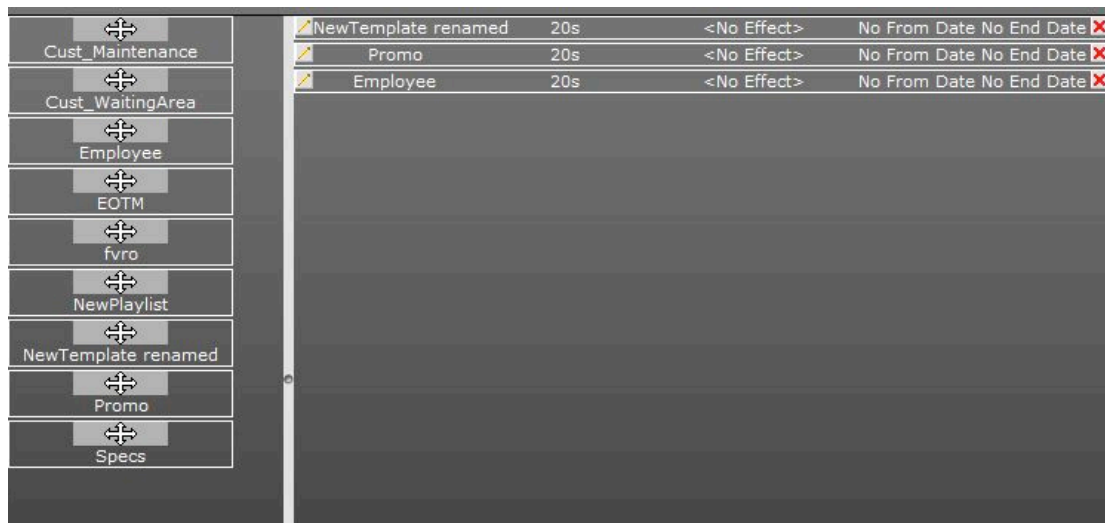 Cust_Maintenance
Cust_WaitingArea
Employee
EOTM
fvro
NewPlaylist
NewTemplate renamed
Promo
Specs
NewTemplate renamed 20s <No Effect> No From Date No End Date
Promo 20s <No Effect> No From Date No End Date
Employee 20s <No Effect> No From Date No End Date